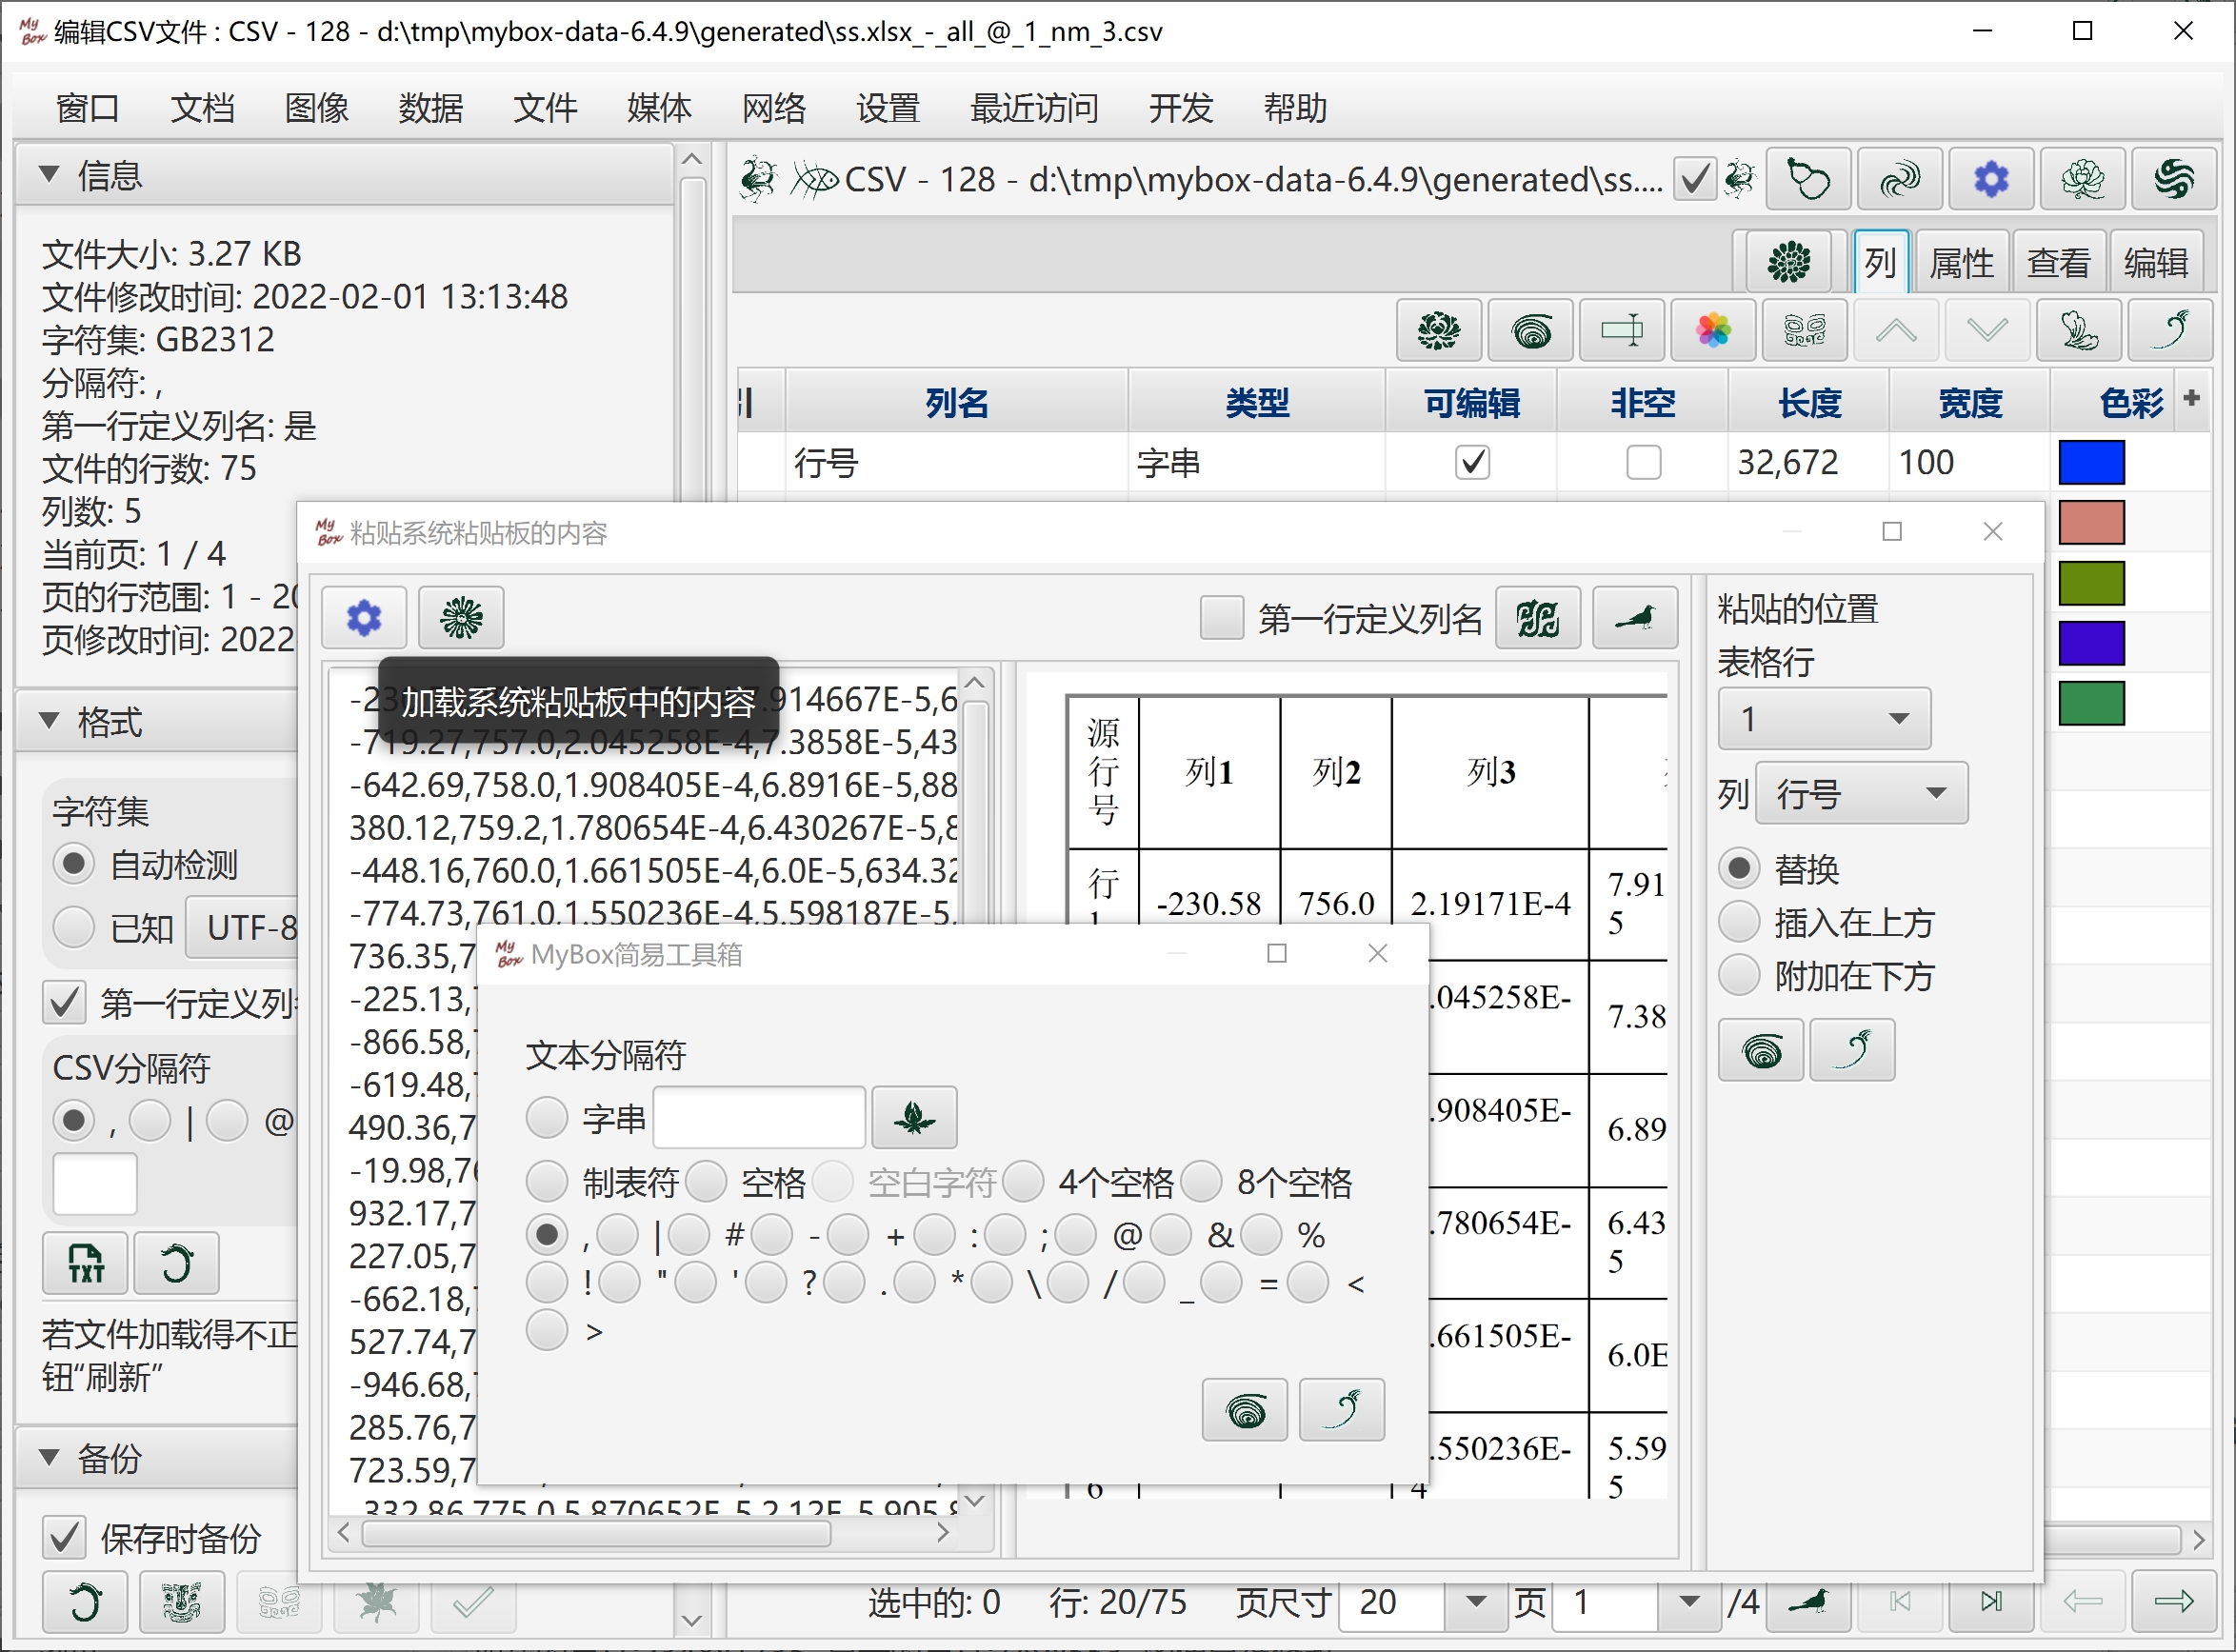 My Box 编辑CSV文件 : CSV - 128 - d:\tmp\mybox-data-6.4.9\generated\ss.xlsx_-_all_@_1_nm_3.csv
窗口 文档 图像 数据 文件 媒体 网络 设置 最近访问 开发 帮助
信息
文件大小: 3.27 KB
文件修改时间: 2022-02-01 13:13:48
字符集: GB2312
分隔符: ,
第一行定义列名: 是
文件的行数: 75
列数: 5
当前页: 1 / 4
页的行范围: 1 - 2
页修改时间: 2022-
格式
字符集
自动检测
已知 UTF-8
第一行定义列
CSV分隔符
, | @
TXT
若文件加载得不正
钮“刷新”
备份
保存时备份
CSV - 128 - d:\tmp\mybox-data-6.4.9\generated\ss....
列 属性 查看 编辑
列名 类型 可编辑 非空 长度 宽度 色彩 +
行号 字串 32,672 100
My Box 粘贴系统粘贴板的内容
第一行定义列名
加载系统粘贴板中的内容
.914667E-5,6
-719.27,757.0,2.045258E-4,7.3858E-5,43
-642.69,758.0,1.908405E-4,6.8916E-5,88
380.12,759.2,1.780654E-4,6.430267E-5,8
-448.16,760.0,1.661505E-4,6.0E-5,634.32
-774.73,761.0,1.550236E-4,5.598187E-5,
736.35,7
-225.13,
-866.58,
-619.48,
490.36,7
-19.98,76
932.17,7
227.05,7
-662.18,
527.74,7
-946.68,
285.76,7
723.59,7
-332.86,775.0,5.870652E-5,2.12E-5,905.8
源行号 列1 列2 列3
行1 -230.58 756.0 2.19171E-4 7.91
5
.045258E- 7.38
.908405E- 6.89
.780654E- 6.43
5
.661505E- 6.0E
.550236E- 5.59
6 4 5
粘贴的位置
表格行
1
列 行号
替换
插入在上方
附加在下方
My Box MyBox简易工具箱
文本分隔符
字串
制表符 空格 空白字符 4个空格 8个空格
, | # - + : ; @ & %
! " ' ? . * \ / _ = <
>
选中的: 0 行: 20/75 页尺寸 20 页 1 /4